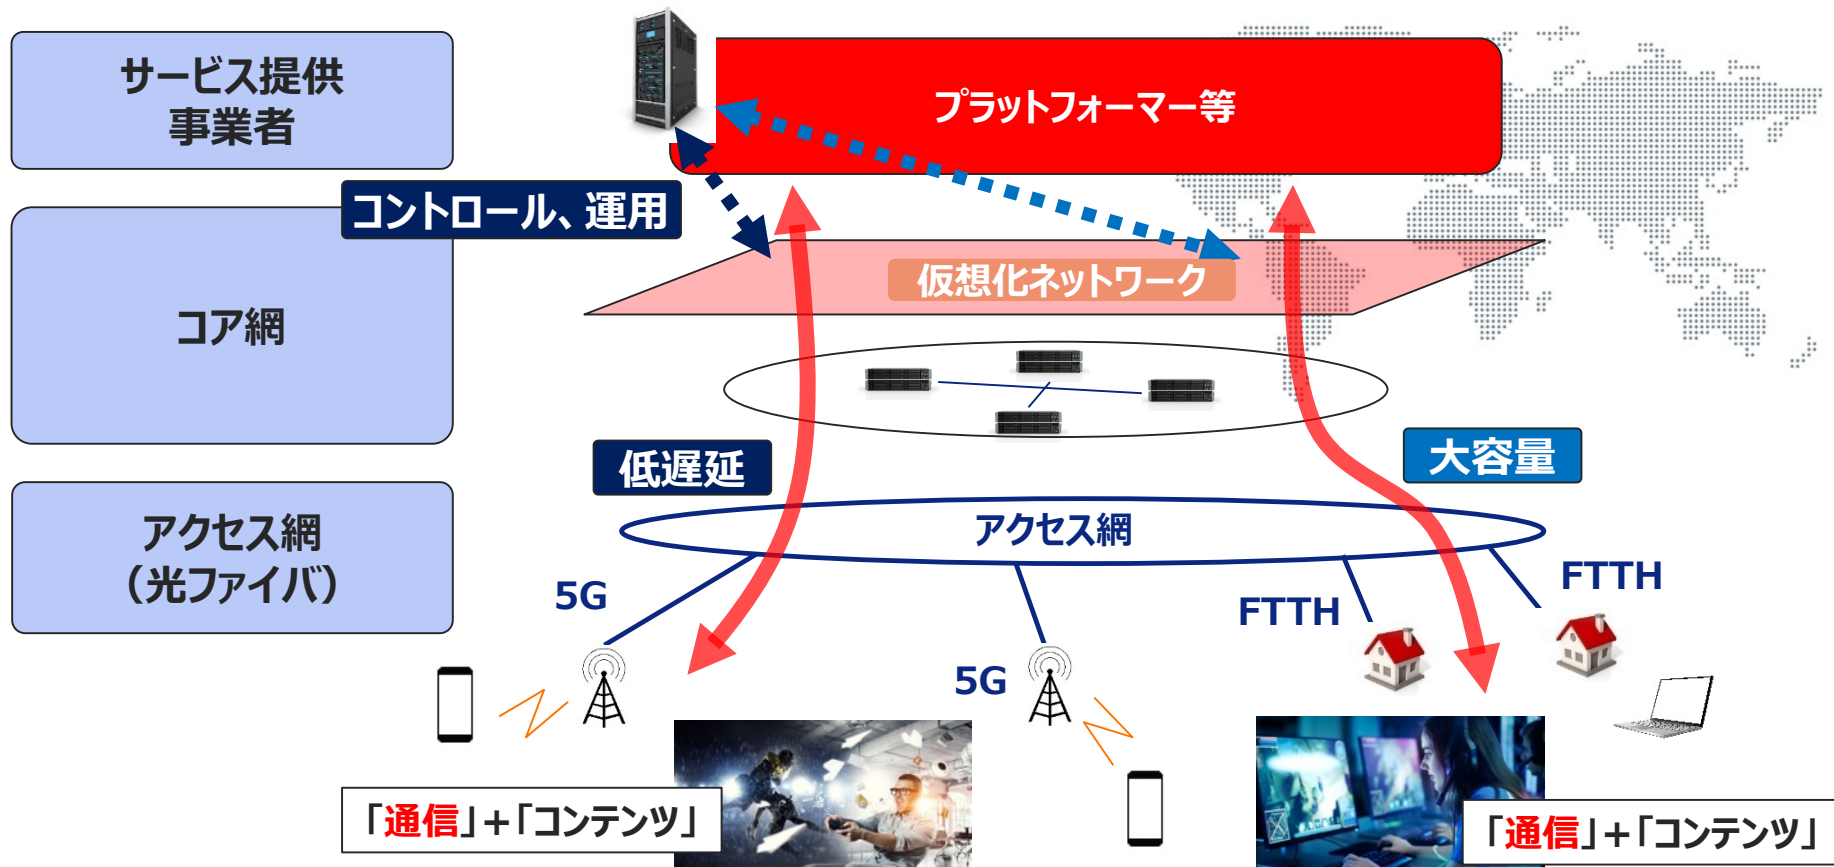 サービス提供
事業者
プラットフォーマー等
コントロール、運用
仮想化ネットワーク
コア網
低遅延
大容量
アクセス網
アクセス網
（光ファイバ）
5G
FTTH
FTTH
5G
「通信」+「コンテンツ」
「通信」+「コンテンツ」